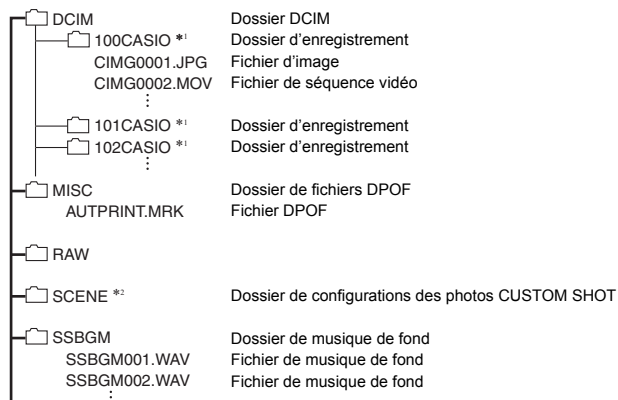 DCIM Dossier DCIM
100CASIO *1 Dossier d’enregistrement
CIMG0001.JPG Fichier d’image
CIMG0002.MOV Fichier de séquence vidéo
101CASIO *1 Dossier d’enregistrement
102CASIO *1 Dossier d’enregistrement
MISC Dossier de fichiers DPOF
AUTPRINT.MRK Fichier DPOF
RAW
SCENE *2 Dossier de configurations des photos CUSTOM SHOT
SSBGM Dossier de musique de fond
SSBGM001.WAV Fichier de musique de fond
SSBGM002.WAV Fichier de musique de fond